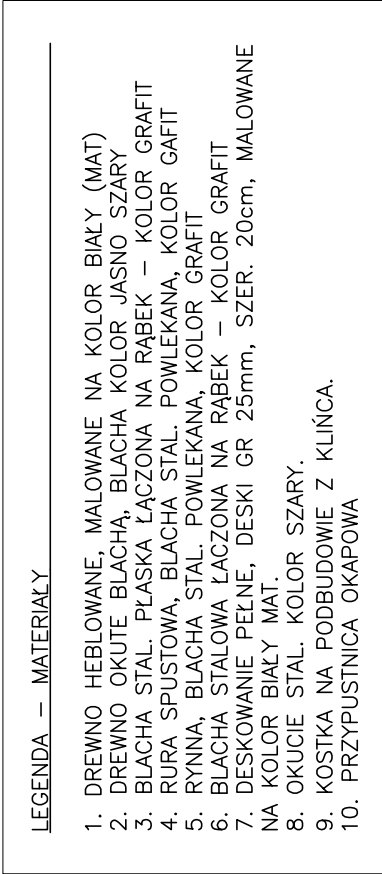 LEGENDA – MATERIAŁY
1. DREWNO HEBLOWANE, MALOWANE NA KOLOR BIAŁY (MAT)
2. DREWNO OKUTE BLACHĄ, BLACHA KOLOR JASNO SZARY
3. BLACHA STAL. PŁASKA ŁĄCZONA NA RĄBEK – KOLOR GRAFIT
4. RURA SPUSTOWA, BLACHA STAL. POWLEKANA, KOLOR GAFIT
5. RYNNA, BLACHA STAL. POWLEKANA, KOLOR GRAFIT
6. BLACHA STALOWA ŁACZONA NA RĄBEK – KOLOR GRAFIT
7. DESKOWANIE PEŁNE, DESKI GR 25mm, SZER. 20cm, MALOWANE
NA KOLOR BIAŁY MAT.
8. OKUCIE STAL. KOLOR SZARY.
9. KOSTKA NA PODBUDOWIE Z KLIŃCA.
10. PRZYPUSTNICA OKAPOWA